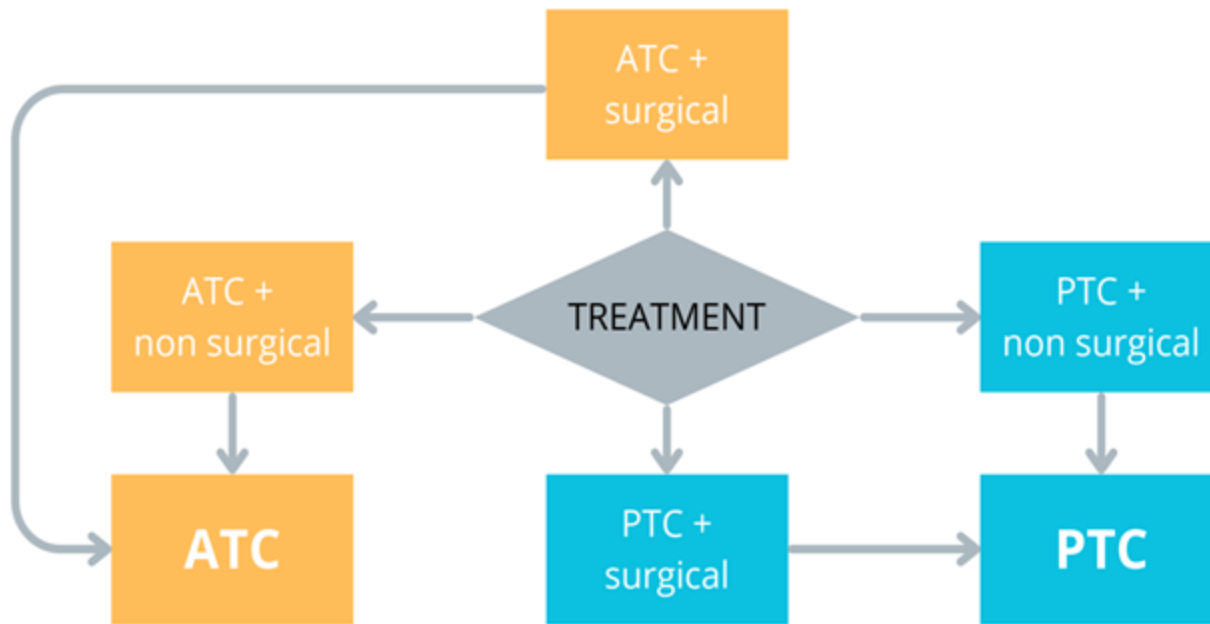 ATC +
surgical
ATC +
non surgical
TREATMENT
PTC +
non surgical
ATC
PTC +
surgical
PTC